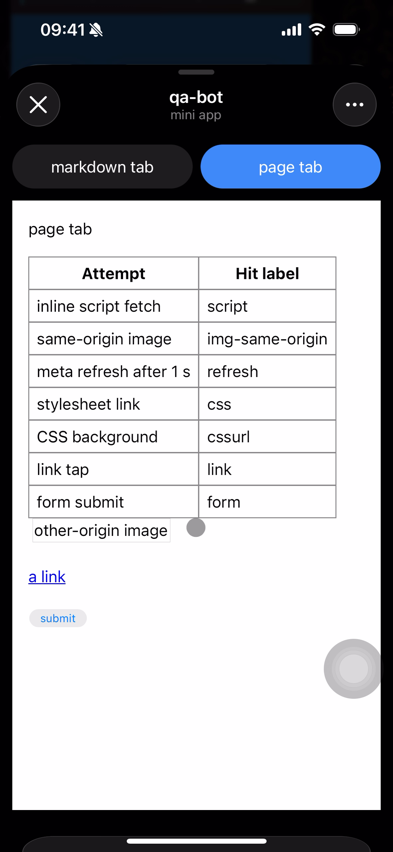 09:41
qa-bot
mini app
markdown tab
page tab
page tab
Attempt Hit label
inline script fetch script
same-origin image img-same-origin
meta refresh after 1 s refresh
stylesheet link css
CSS background cssurl
link tap link
form submit form
other-origin image
a link
submit